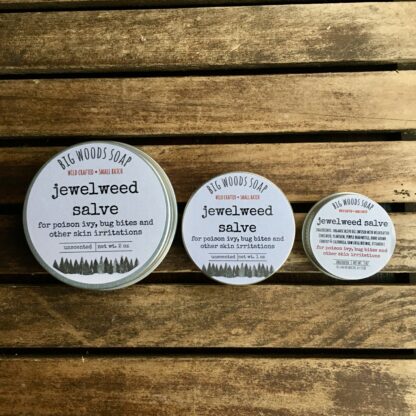 BIG WOODS SOAP
WILD CRAFTED • SMALL BATCH
jewelweed
salve
for poison ivy, bug bites and
other skin irritations
unscented | net wt. 2 oz
BIG WOODS SOAP
WILD CRAFTED • SMALL BATCH
jewelweed
salve
for poison ivy, bug bites and
other skin irritations
unscented | net wt. 1 oz
BIG WOODS SOAP
jewelweed salve
for poison ivy, bug bites and
other skin irritations